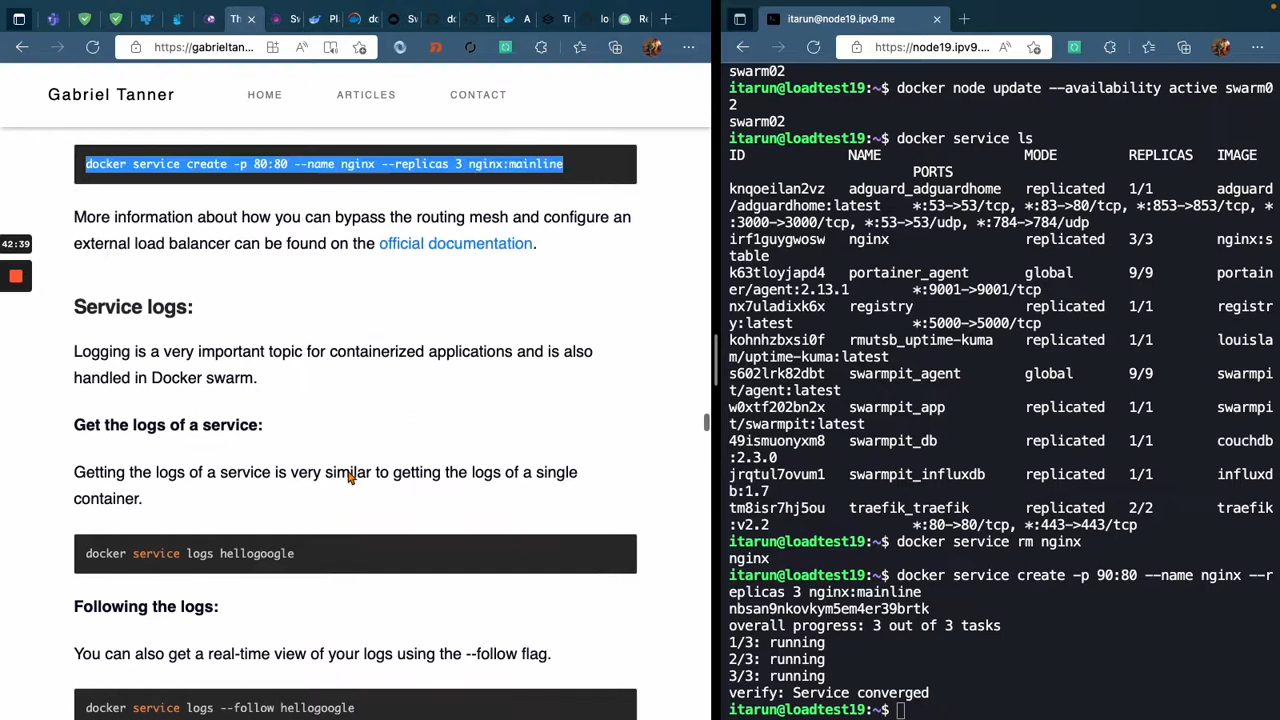 Th
Sw
Pl
do
Sw
do
Ta
A
Tra
lo
Re
https://gabrieltan...
Gabriel Tanner
HOME
ARTICLES
CONTACT
docker service create -p 80:80 --name nginx --replicas 3 nginx:mainline
More information about how you can bypass the routing mesh and configure an
external load balancer can be found on the official documentation.
42:39
Service logs:
Logging is a very important topic for containerized applications and is also
handled in Docker swarm.
Get the logs of a service:
Getting the logs of a service is very similar to getting the logs of a single
container.
docker service logs hellogoogle
Following the logs:
You can also get a real-time view of your logs using the --follow flag.
docker service logs --follow hellogoogle
itarun@node19.ipv9.me
https://node19.ipv9....
swarm02
itarun@loadtest19:~$ docker node update --availability active swarm0
2
swarm02
itarun@loadtest19:~$ docker service ls
ID NAME MODE REPLICAS IMAGE
PORTS
knqoeilan2vz adguard_adguardhome replicated 1/1 adguard
/adguardhome:latest *:53->53/tcp, *:83->80/tcp, *:853->853/tcp, *
:3000->3000/tcp, *:53->53/udp, *:784->784/udp
irf1guygwosw nginx replicated 3/3 nginx:s
table
k63tloyjapd4 portainer_agent global 9/9 portain
er/agent:2.13.1 *:9001->9001/tcp
nx7uladixk6x registry replicated 1/1 registr
y:latest *:5000->5000/tcp
kohnhzbxsi0f rmutsb_uptime-kuma replicated 1/1 louisla
m/uptime-kuma:latest
s602lrk82dbt swarmpit_agent global 9/9 swarmpi
t/agent:latest
w0xtf202bn2x swarmpit_app replicated 1/1 swarmpi
t/swarmpit:latest
49ismuonyxm8 swarmpit_db replicated 1/1 couchdb
:2.3.0
jrqtul7ovum1 swarmpit_influxdb replicated 1/1 influxd
b:1.7
tm8isr7hj5ou traefik_traefik replicated 2/2 traefik
:v2.2 *:80->80/tcp, *:443->443/tcp
itarun@loadtest19:~$ docker service rm nginx
nginx
itarun@loadtest19:~$ docker service create -p 90:80 --name nginx --r
eplicas 3 nginx:mainline
nbsan9nkovkym5em4er39brtk
overall progress: 3 out of 3 tasks
1/3: running
2/3: running
3/3: running
verify: Service converged
itarun@loadtest19:~$